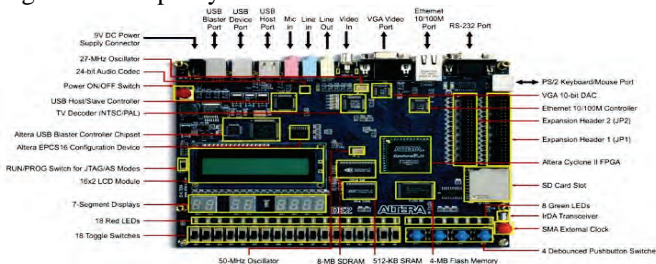 USB Blaster Port
USB Device Port
USB Host Port
Mic in
Line in
Line Out
Video In
VGA Video Port
Ethernet 10/100M Port
RS-232 Port
9V DC Power Supply Connector
27-MHz Oscillator
24-bit Audio Codec
Power ON/OFF Switch
USB Host/Slave Controller
TV Decoder (NTSC/PAL)
Altera USB Blaster Controller Chipset
Altera EPCS16 Configuration Device
RUN/PROG Switch for JTAG/AS Modes
16x2 LCD Module
7-Segment Displays
18 Red LEDs
18 Toggle Switches
PS/2 Keyboard/Mouse Port
VGA 10-bit DAC
Ethernet 10/100M Controller
Expansion Header 2 (JP2)
Expansion Header 1 (JP1)
Altera Cyclone II FPGA
SD Card Slot
8 Green LEDs
IrDA Transceiver
SMA External Clock
4 Debounced Pushbutton Switches
ALTERA
Cyclone II
DE2
ALTERA
50-MHz Oscillator
8-MB SDRAM
512-KB SRAM
4-MB Flash Memory